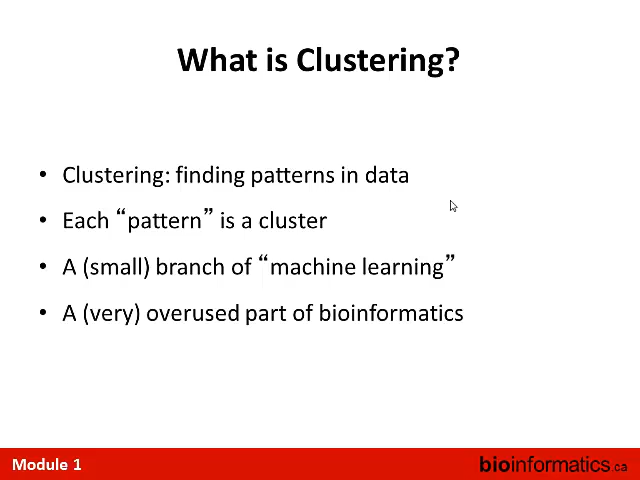 What is Clustering?
• Clustering: finding patterns in data
• Each “pattern” is a cluster
• A (small) branch of “machine learning”
• A (very) overused part of bioinformatics
Module 1
bioinformatics.ca